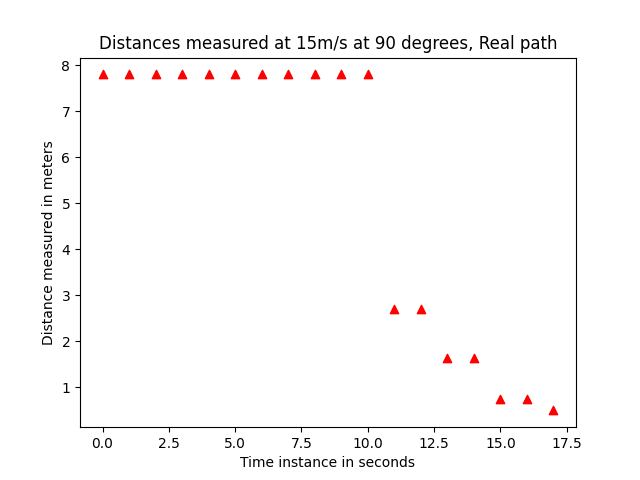 Distances measured at 15m/s at 90 degrees, Real path
8
7
6
5
4
3
2
1
Distance measured in meters
0.0 2.5 5.0 7.5 10.0 12.5 15.0 17.5
Time instance in seconds